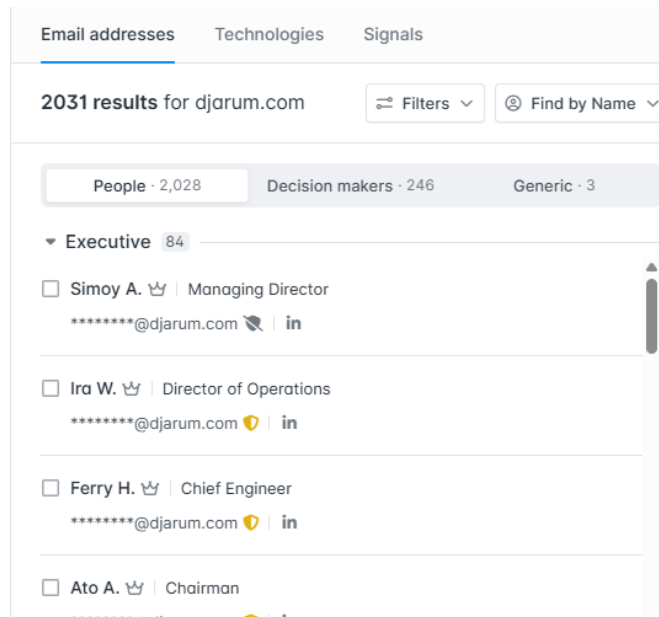 Email addresses Technologies Signals
2031 results for djarum.com Filters Find by Name
People · 2,028 Decision makers · 246 Generic · 3
Executive 84
Simoy A. Managing Director
********@djarum.com in
Ira W. Director of Operations
********@djarum.com in
Ferry H. Chief Engineer
********@djarum.com in
Ato A. Chairman